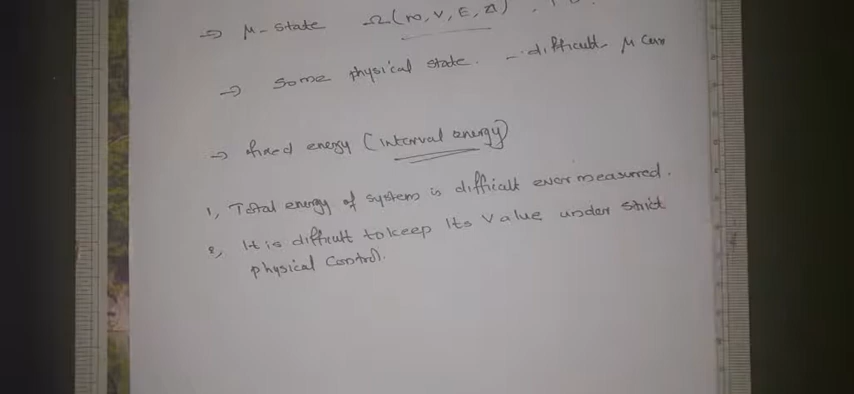 → μ-state Ω(N, V, E, Δ)
→ Some physical state. - difficult μ
→ fixed energy (interval energy)
1, Total energy of system is difficult ever measured.
2, It is difficult to keep Its value under strict
physical Control.